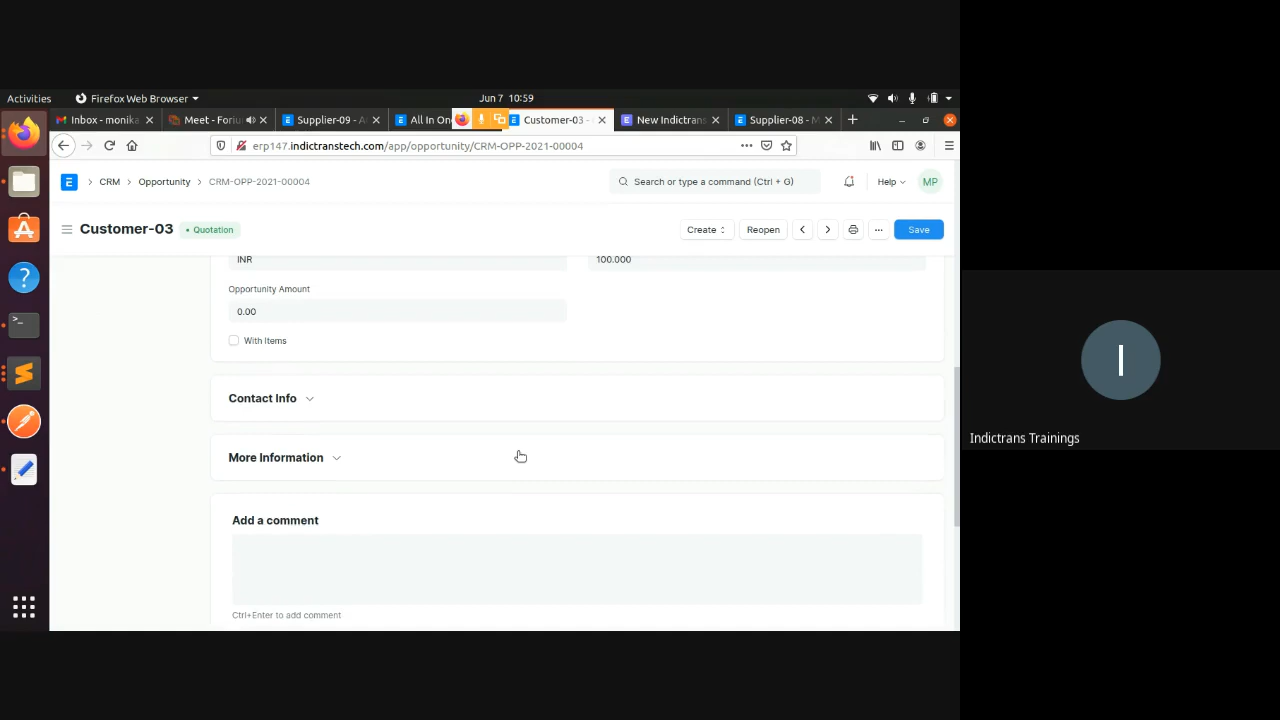 Activities
Firefox Web Browser
Jun 7 10:59
Inbox - monika
Meet - Foriu
Supplier-09 - A
All In On
Customer-03 -
New Indictrans
Supplier-08 - M
erp147.indictranstech.com/app/opportunity/CRM-OPP-2021-00004
E
CRM
Opportunity
CRM-OPP-2021-00004
Search or type a command (Ctrl + G)
Help
MP
Customer-03
Quotation
Create
Reopen
Save
INR
100.000
Opportunity Amount
0.00
With Items
Contact Info
More Information
Add a comment
Ctrl+Enter to add comment
I
Indictrans Trainings